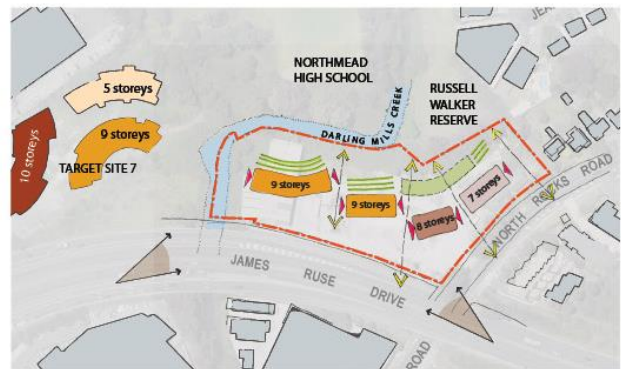 JE
NORTHMEAD
HIGH SCHOOL
RUSSELL
WALKER
RESERVE
DARLING MILLS CREEK
5 storeys
9 storeys
10 storeys
TARGET SITE 7
9 storeys
9 storeys
8 storeys
7 storeys
NORTH ROCKS ROAD
JAMES RUSE DRIVE
ROAD